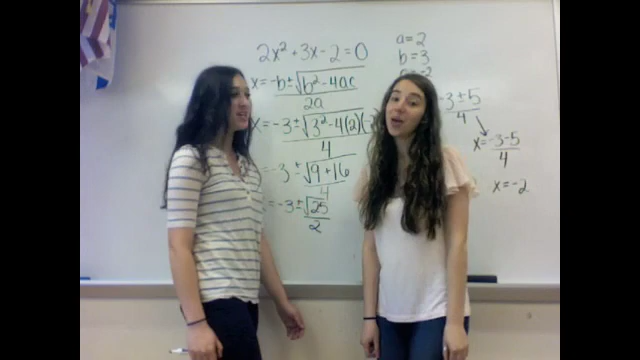 2x² + 3x - 2 = 0
x = -b ± √b² - 4ac
2a
x = -3 ± √3² - 4(2)(-
4
= -3 ± √9 + 16
4
= -3 ± √25
2
a = 2
b = 3
-3 ± 5
4
x = -3 - 5
4
x = -2